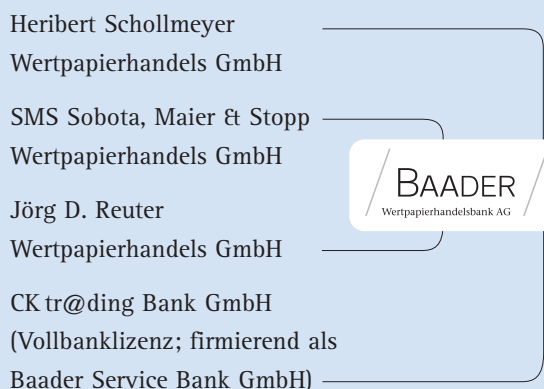 Heribert Schollmeyer
Wertpapierhandels GmbH
SMS Sobota, Maier & Stopp
Wertpapierhandels GmbH
Jörg D. Reuter
Wertpapierhandels GmbH
CK tr@ding Bank GmbH
(Vollbanklizenz; firmierend als
Baader Service Bank GmbH)
BAADER
Wertpapierhandelsbank AG